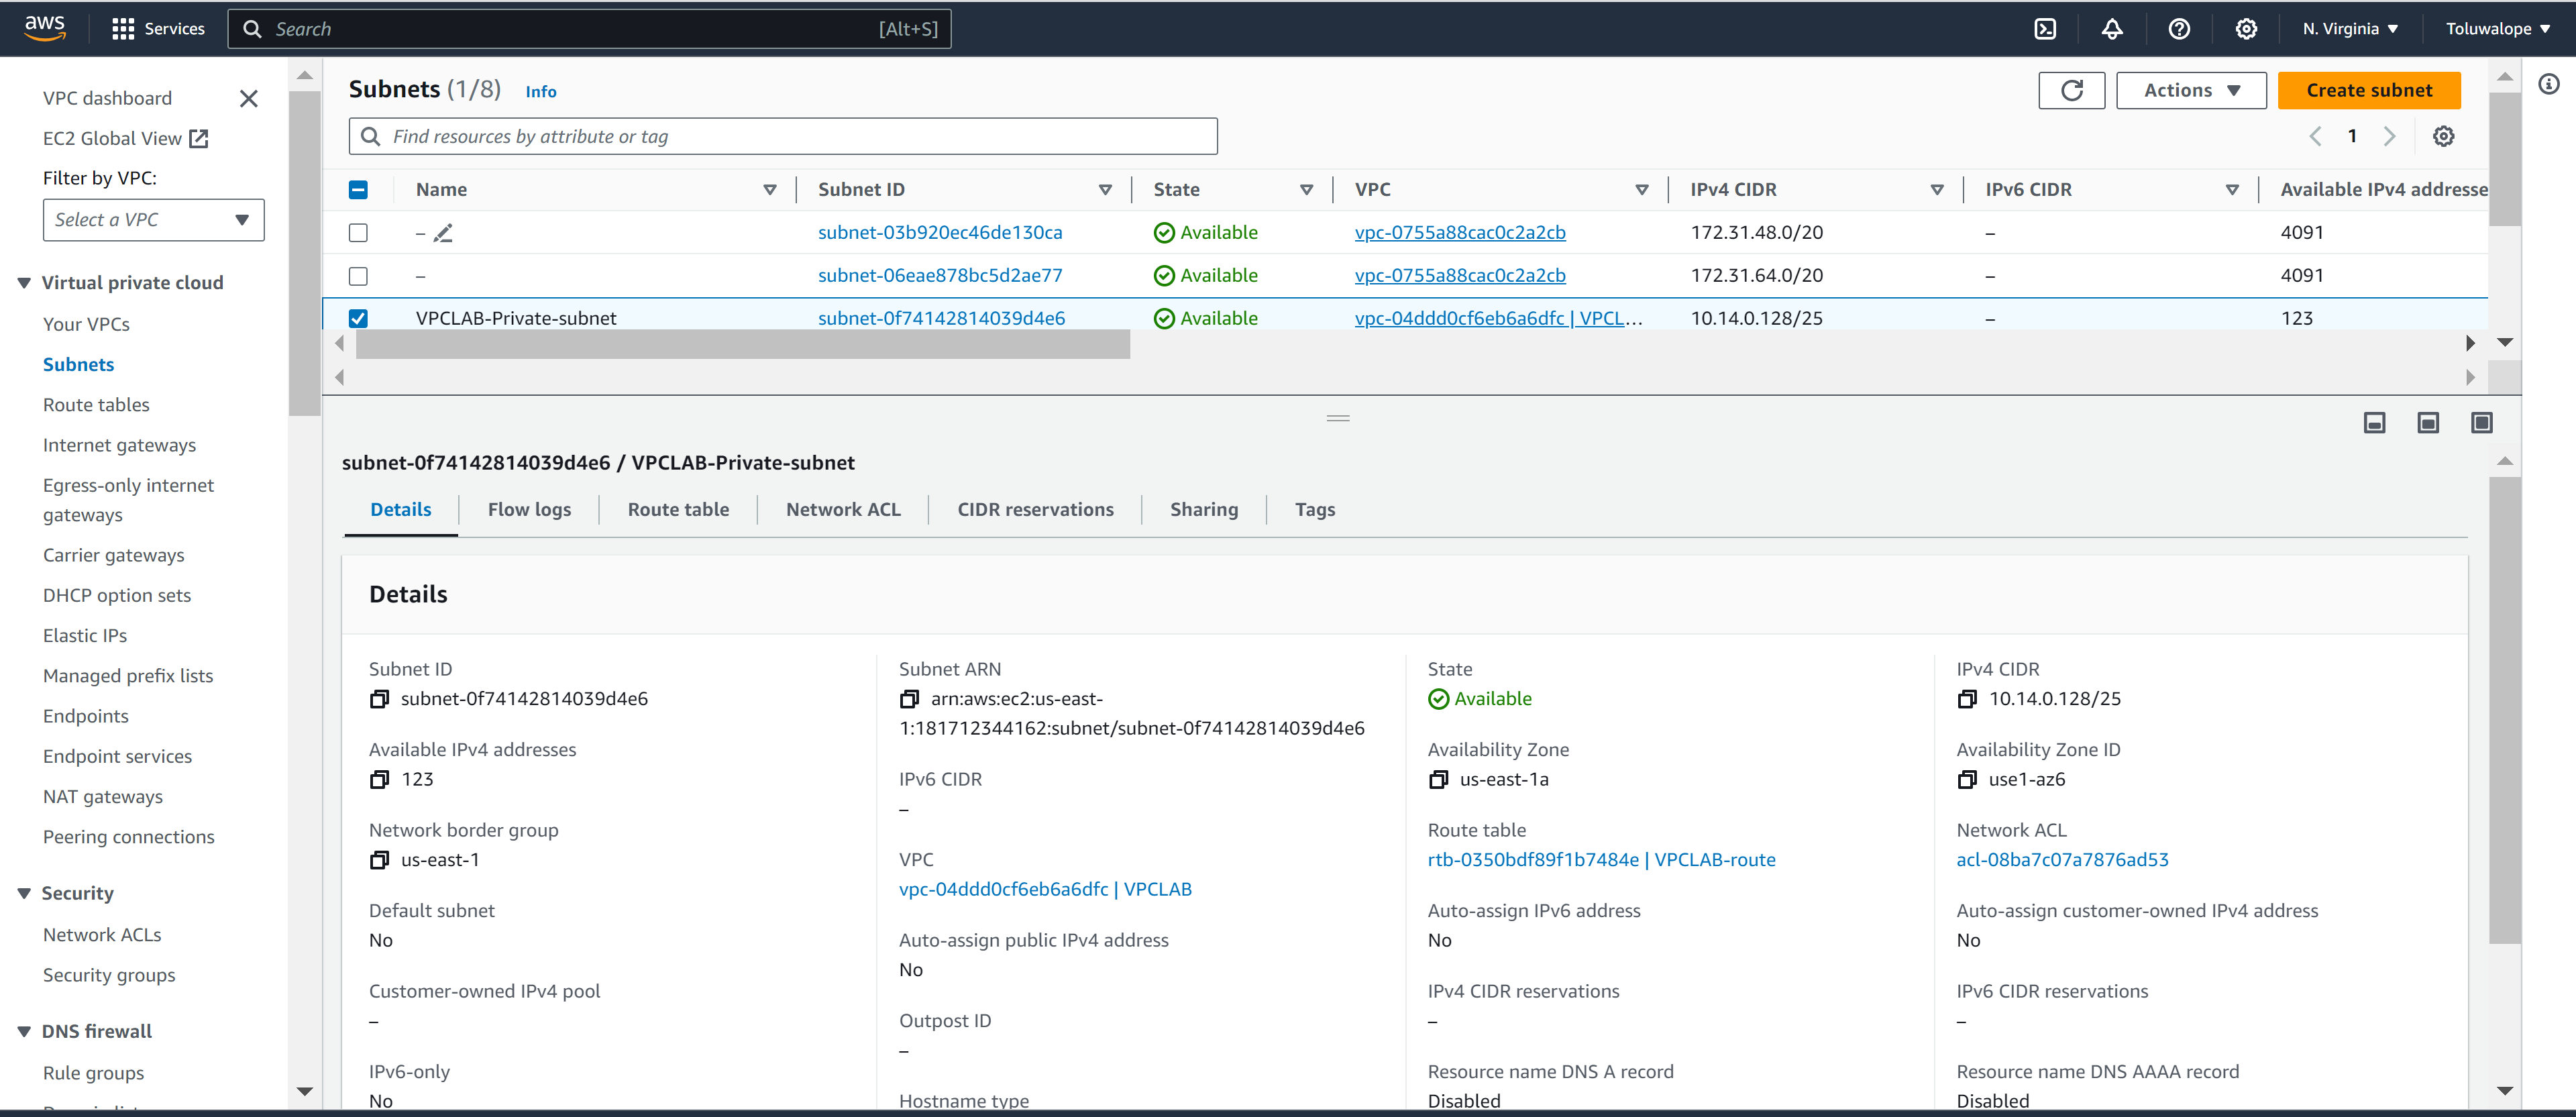 aws
Services
Search
[Alt+S]
N. Virginia
Toluwalope
VPC dashboard
EC2 Global View
Filter by VPC:
Select a VPC
Virtual private cloud
Your VPCs
Subnets
Route tables
Internet gateways
Egress-only internet
gateways
Carrier gateways
DHCP option sets
Elastic IPs
Managed prefix lists
Endpoints
Endpoint services
NAT gateways
Peering connections
Security
Network ACLs
Security groups
DNS firewall
Rule groups
Subnets (1/8) Info
Actions
Create subnet
Find resources by attribute or tag
1
Name Subnet ID State VPC IPv4 CIDR IPv6 CIDR Available IPv4 addresse
– subnet-03b920ec46de130ca Available vpc-0755a88cac0c2a2cb 172.31.48.0/20 – 4091
– subnet-06eae878bc5d2ae77 Available vpc-0755a88cac0c2a2cb 172.31.64.0/20 – 4091
VPCLAB-Private-subnet subnet-0f74142814039d4e6 Available vpc-04ddd0cf6eb6a6dfc | VPCL... 10.14.0.128/25 – 123
subnet-0f74142814039d4e6 / VPCLAB-Private-subnet
Details Flow logs Route table Network ACL CIDR reservations Sharing Tags
Details
Subnet ID
subnet-0f74142814039d4e6
Available IPv4 addresses
123
Network border group
us-east-1
Default subnet
No
Customer-owned IPv4 pool
–
IPv6-only
No
Subnet ARN
arn:aws:ec2:us-east-
1:181712344162:subnet/subnet-0f74142814039d4e6
IPv6 CIDR
–
VPC
vpc-04ddd0cf6eb6a6dfc | VPCLAB
Auto-assign public IPv4 address
No
Outpost ID
–
Hostname type
State
Available
Availability Zone
us-east-1a
Route table
rtb-0350bdf89f1b7484e | VPCLAB-route
Auto-assign IPv6 address
No
IPv4 CIDR reservations
–
Resource name DNS A record
Disabled
IPv4 CIDR
10.14.0.128/25
Availability Zone ID
use1-az6
Network ACL
acl-08ba7c07a7876ad53
Auto-assign customer-owned IPv4 address
No
IPv6 CIDR reservations
–
Resource name DNS AAAA record
Disabled